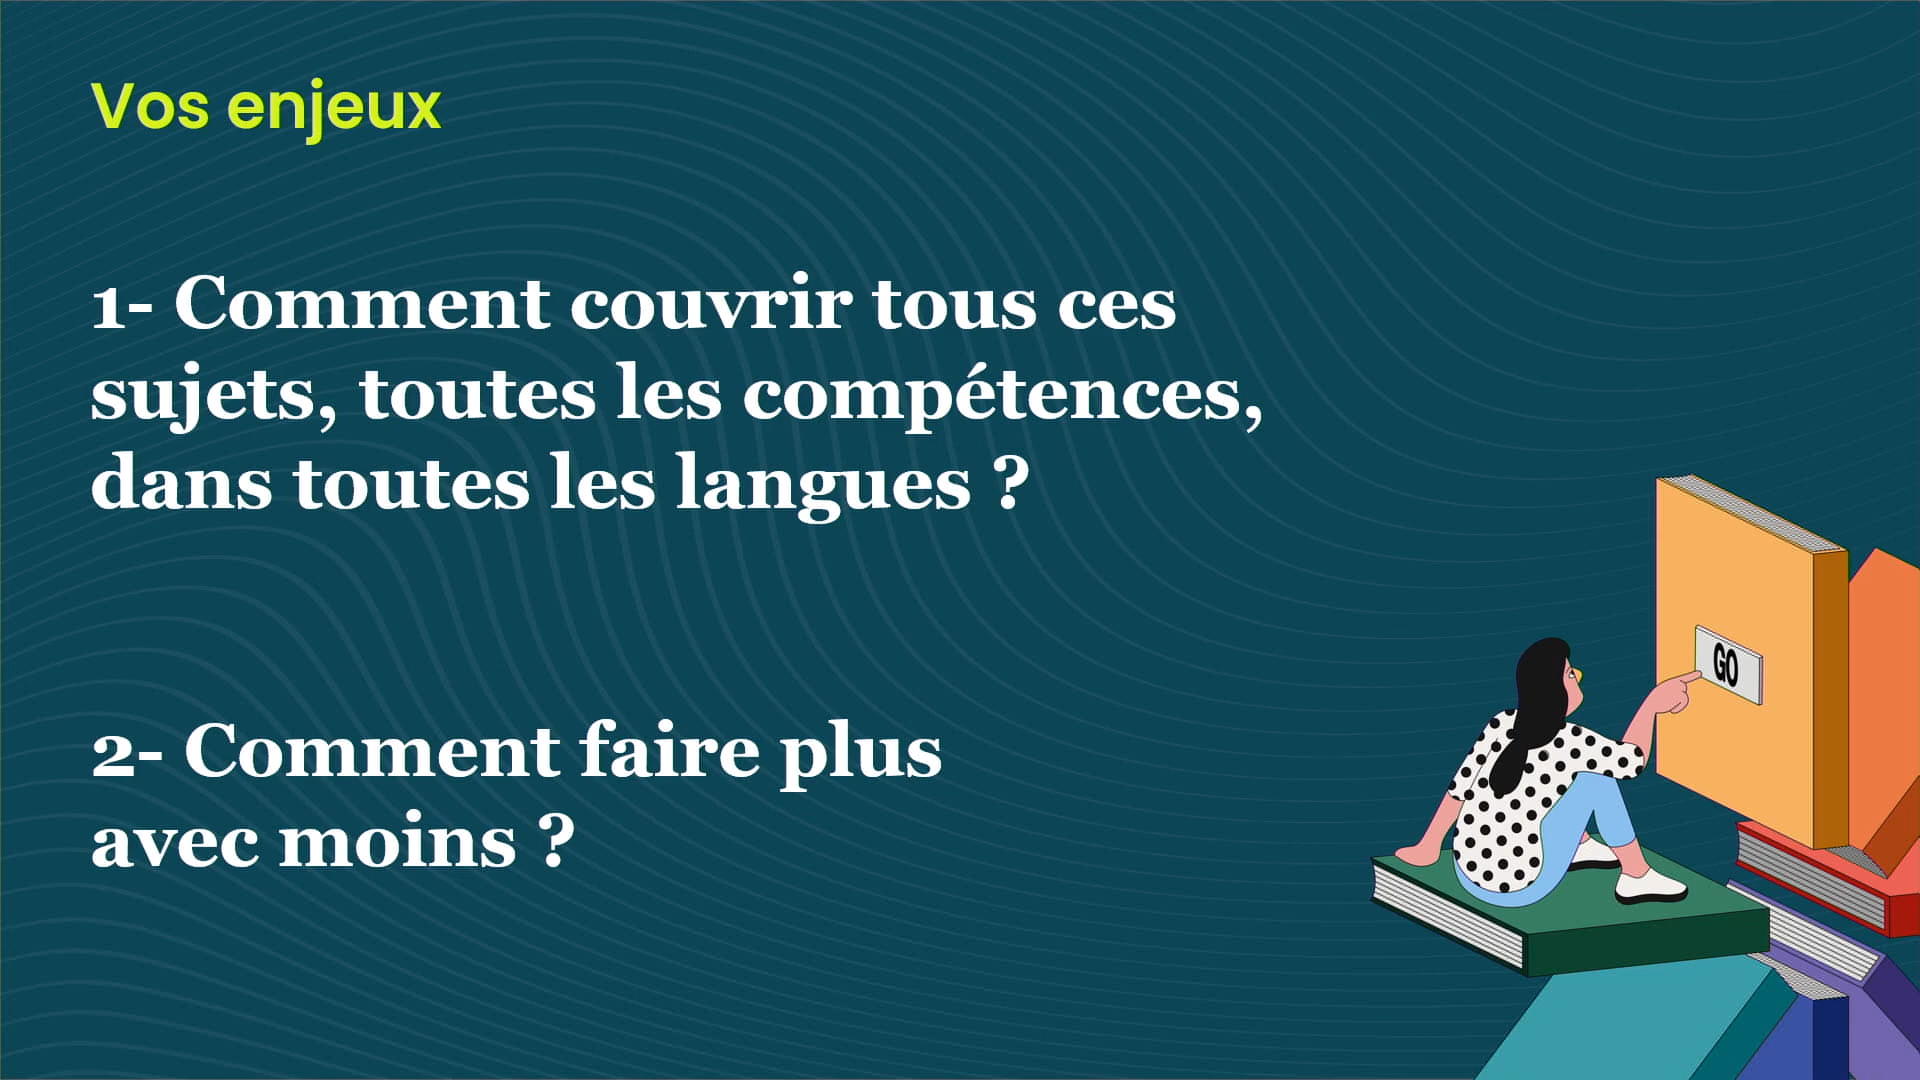 Vos enjeux
1- Comment couvrir tous ces
sujets, toutes les compétences,
dans toutes les langues ?
2- Comment faire plus
avec moins ?
GO